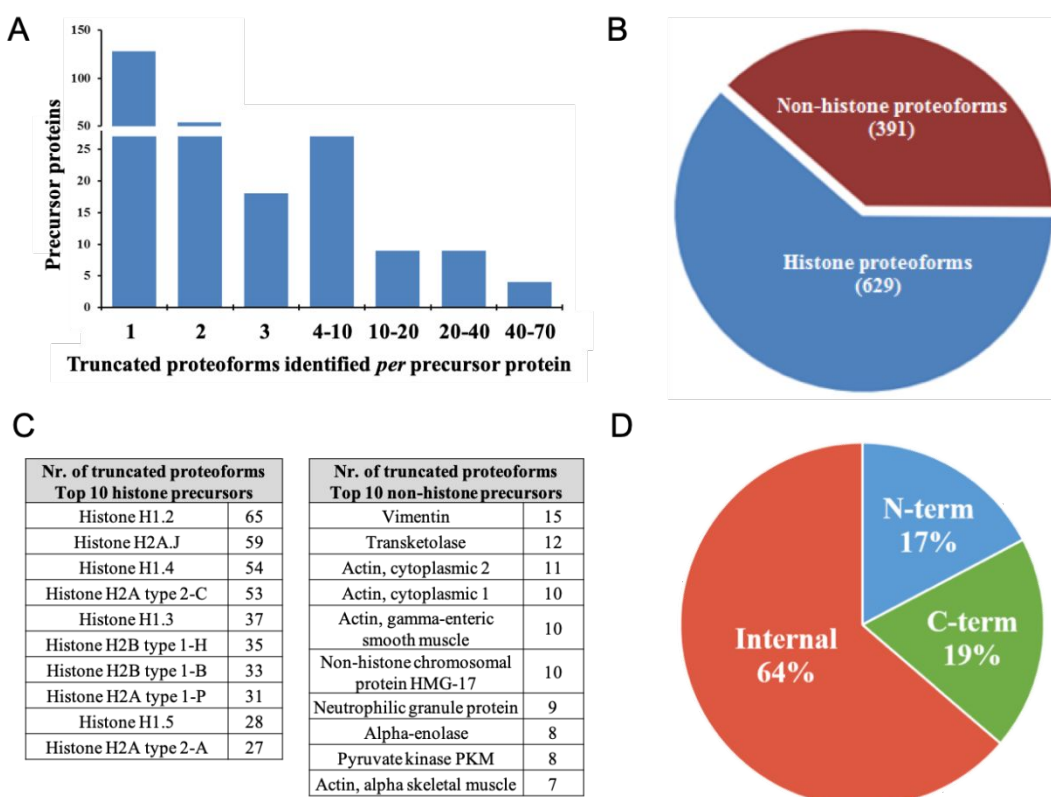 A
Precursor proteins
150
100
50
25
20
15
10
5
0
1 2 3 4-10 10-20 20-40 40-70
Truncated proteoforms identified per precursor protein
B
Non-histone proteoforms
(391)
Histone proteoforms
(629)
C
Nr. of truncated proteoforms
Top 10 histone precursors
Histone H1.2 65
Histone H2A.J 59
Histone H1.4 54
Histone H2A type 2-C 53
Histone H1.3 37
Histone H2B type 1-H 35
Histone H2B type 1-B 33
Histone H2A type 1-P 31
Histone H1.5 28
Histone H2A type 2-A 27
Nr. of truncated proteoforms
Top 10 non-histone precursors
Vimentin 15
Transketolase 12
Actin, cytoplasmic 2 11
Actin, cytoplasmic 1 10
Actin, gamma-enteric
smooth muscle 10
Non-histone chromosomal
protein HMG-17 10
Neutrophilic granule protein 9
Alpha-enolase 8
Pyruvate kinase PKM 8
Actin, alpha skeletal muscle 7
D
N-term
17%
C-term
19%
Internal
64%